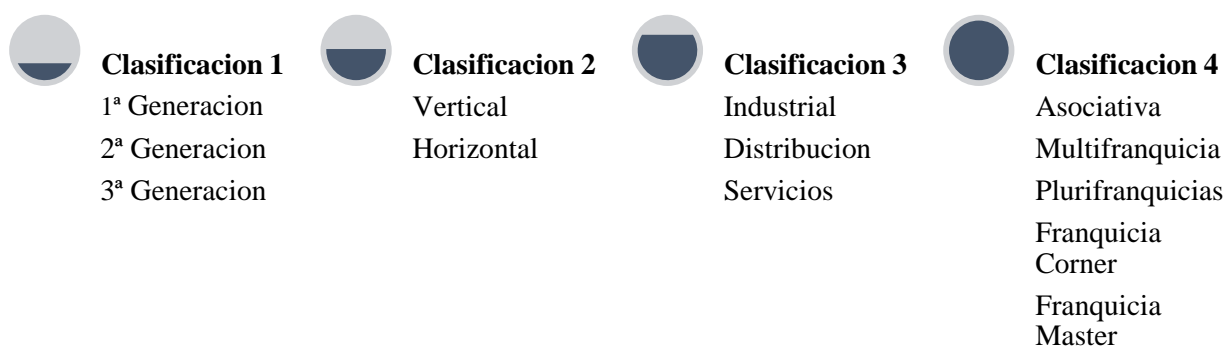 Clasificacion 1
1ª Generacion
2ª Generacion
3ª Generacion
Clasificacion 2
Vertical
Horizontal
Clasificacion 3
Industrial
Distribucion
Servicios
Clasificacion 4
Asociativa
Multifranquicia
Plurifranquicias
Franquicia
Corner
Franquicia
Master